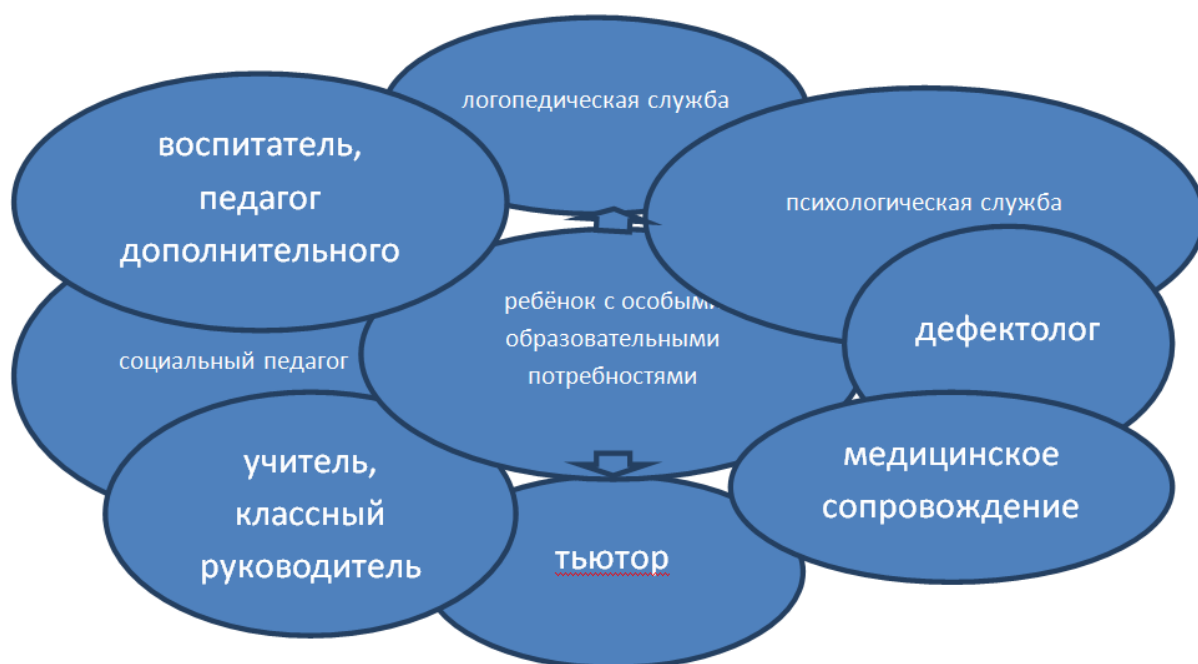 логопедическая служба
воспитатель,
педагог
дополнительного
психологическая служба
ребёнок с особыми
образовательными
потребностями
дефектолог
социальный педагог
учитель,
классный
руководитель
медицинское
сопровождение
тьютор